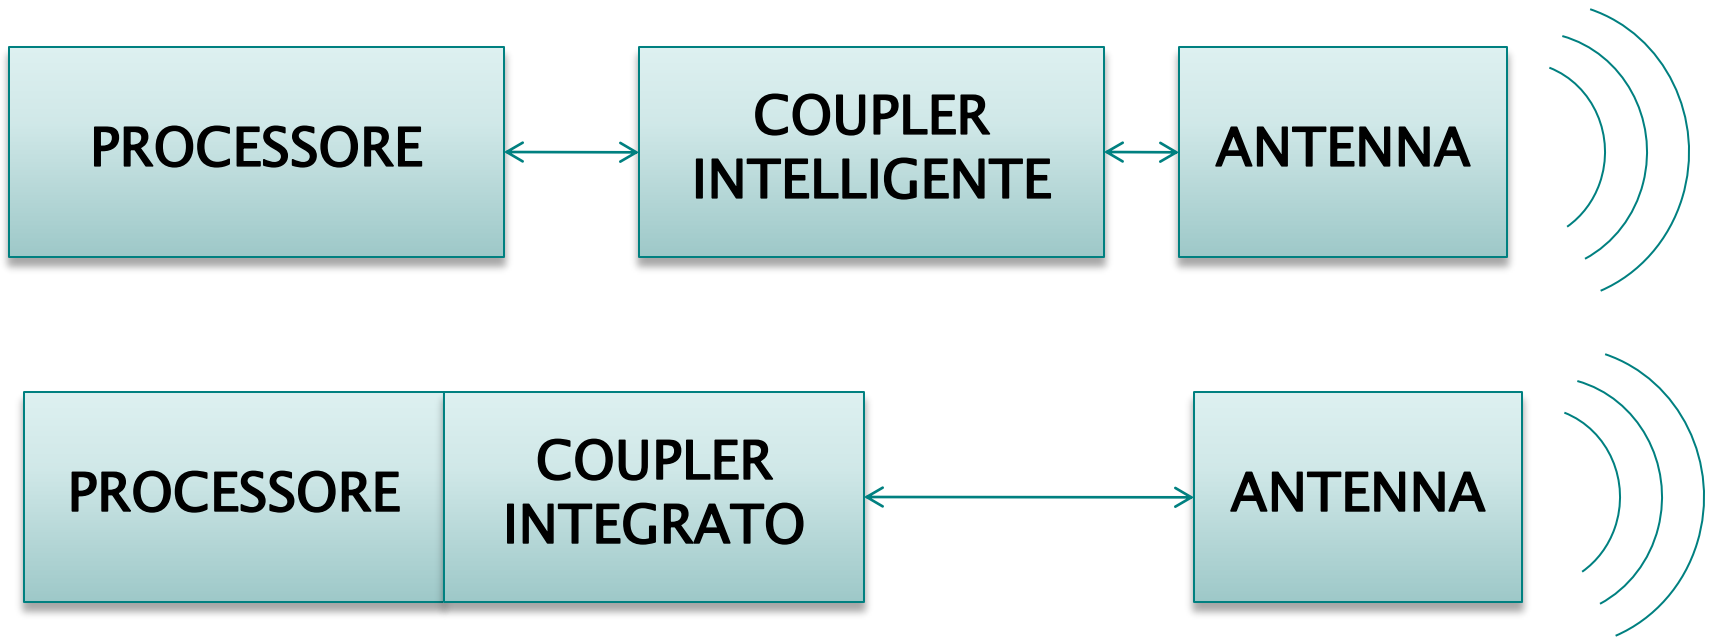 PROCESSORE
COUPLER
INTELLIGENTE
ANTENNA
PROCESSORE
COUPLER
INTEGRATO
ANTENNA